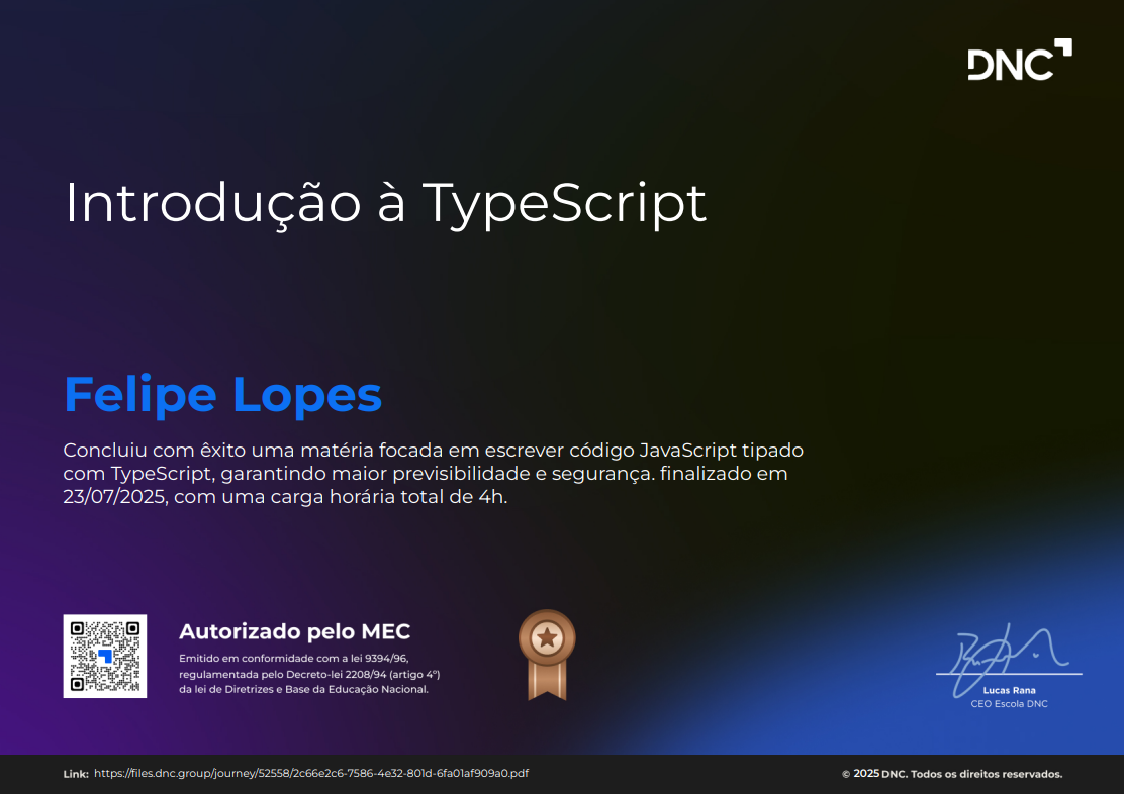 DNC
Introdução à TypeScript
Felipe Lopes
Concluiu com êxito uma matéria focada em escrever código JavaScript tipado
com TypeScript, garantindo maior previsibilidade e segurança. finalizado em
23/07/2025, com uma carga horária total de 4h.
Autorizado pelo MEC
Emitido em conformidade com a lei 9394/96,
regulamentada pelo Decreto-lei 2208/94 (artigo 4º)
da lei de Diretrizes e Base da Educação Nacional.
Lucas Rana
CEO Escola DNC
Link: https://files.dnc.group/journey/52558/2c66e2c6-7586-4e32-801d-6fa01af909a0.pdf
© 2025 DNC. Todos os direitos reservados.